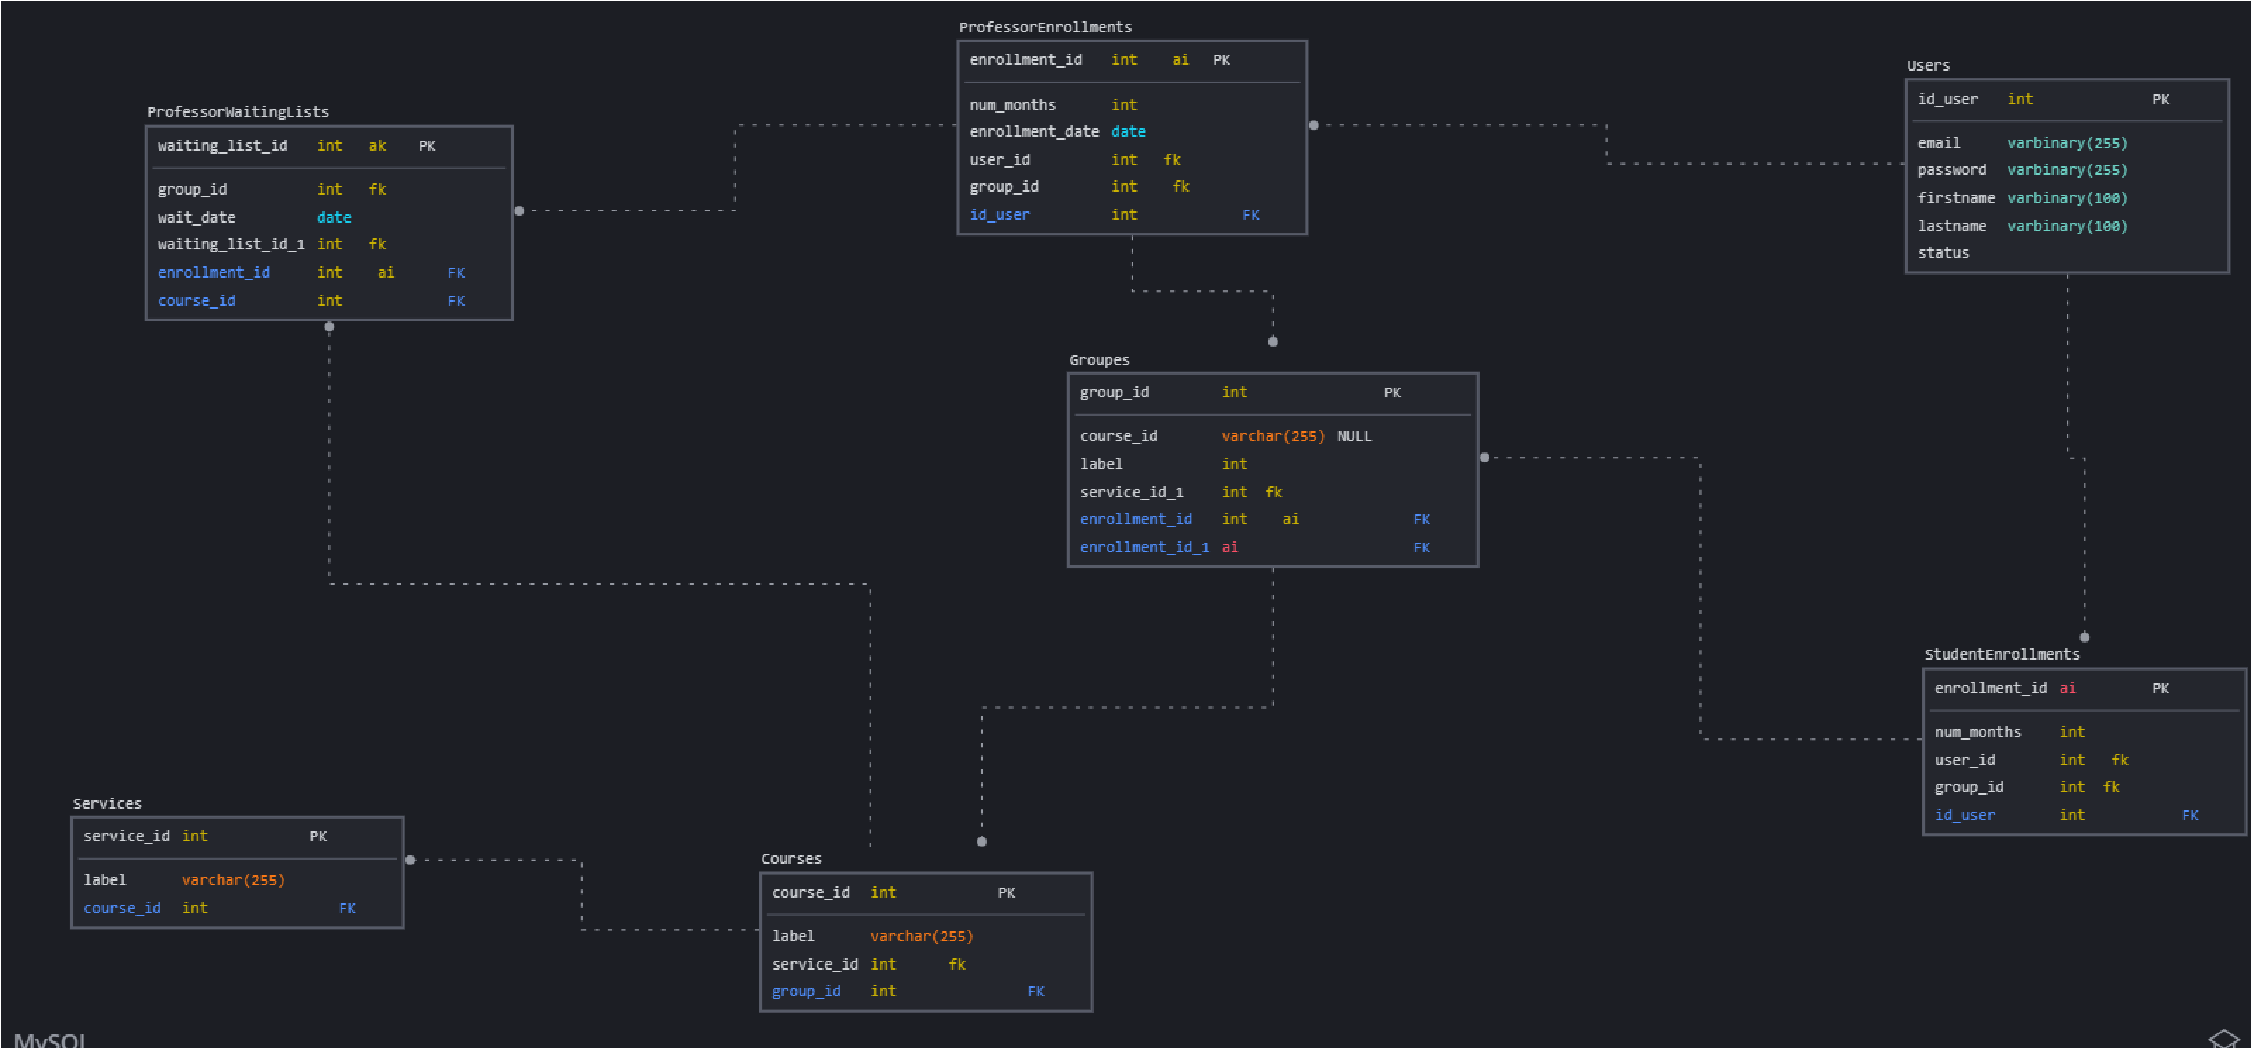 ProfessorEnrollments
enrollment_id int ai PK
num_months int
enrollment_date date
user_id int fk
group_id int fk
id_user int FK
Users
id_user int PK
email varbinary(255)
password varbinary(255)
firstname varbinary(100)
lastname varbinary(100)
status
ProfessorWaitingLists
waiting_list_id int ak PK
group_id int fk
wait_date date
waiting_list_id_1 int fk
enrollment_id int ai FK
course_id int FK
Groupes
group_id int PK
course_id varchar(255) NULL
label int
service_id_1 int fk
enrollment_id int ai FK
enrollment_id_1 ai FK
StudentEnrollments
enrollment_id ai PK
num_months int
user_id int fk
group_id int fk
id_user int FK
Services
service_id int PK
label varchar(255)
course_id int FK
Courses
course_id int PK
label varchar(255)
service_id int fk
group_id int FK
MySQL